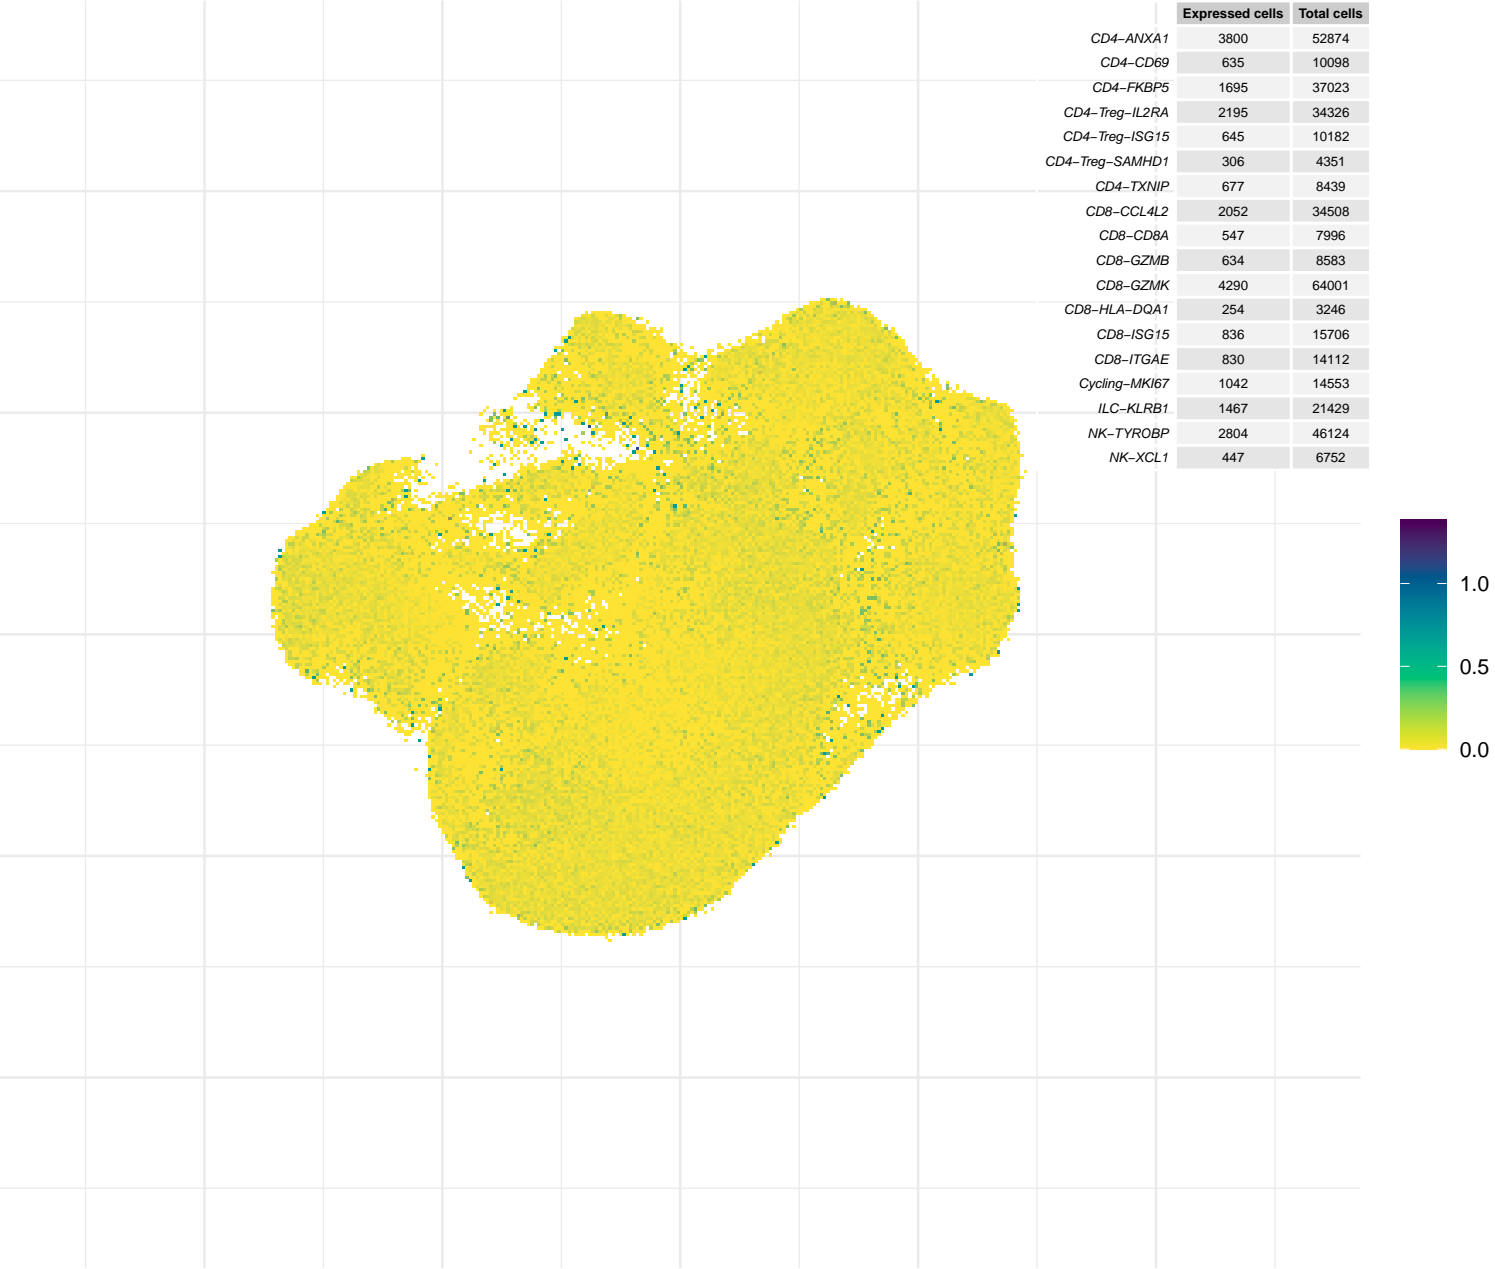 Expressed cells Total cells
CD4−ANXA1 3800 52874
CD4−CD69 635 10098
CD4−FKBP5 1695 37023
CD4−Treg−IL2RA 2195 34326
CD4−Treg−ISG15 645 10182
CD4−Treg−SAMHD1 306 4351
CD4−TXNIP 677 8439
CD8−CCL4L2 2052 34508
CD8−CD8A 547 7996
CD8−GZMB 634 8583
CD8−GZMK 4290 64001
CD8−HLA−DQA1 254 3246
CD8−ISG15 836 15706
CD8−ITGAE 830 14112
Cycling−MKI67 1042 14553
ILC−KLRB1 1467 21429
NK−TYROBP 2804 46124
NK−XCL1 447 6752
1.0
0.5
0.0